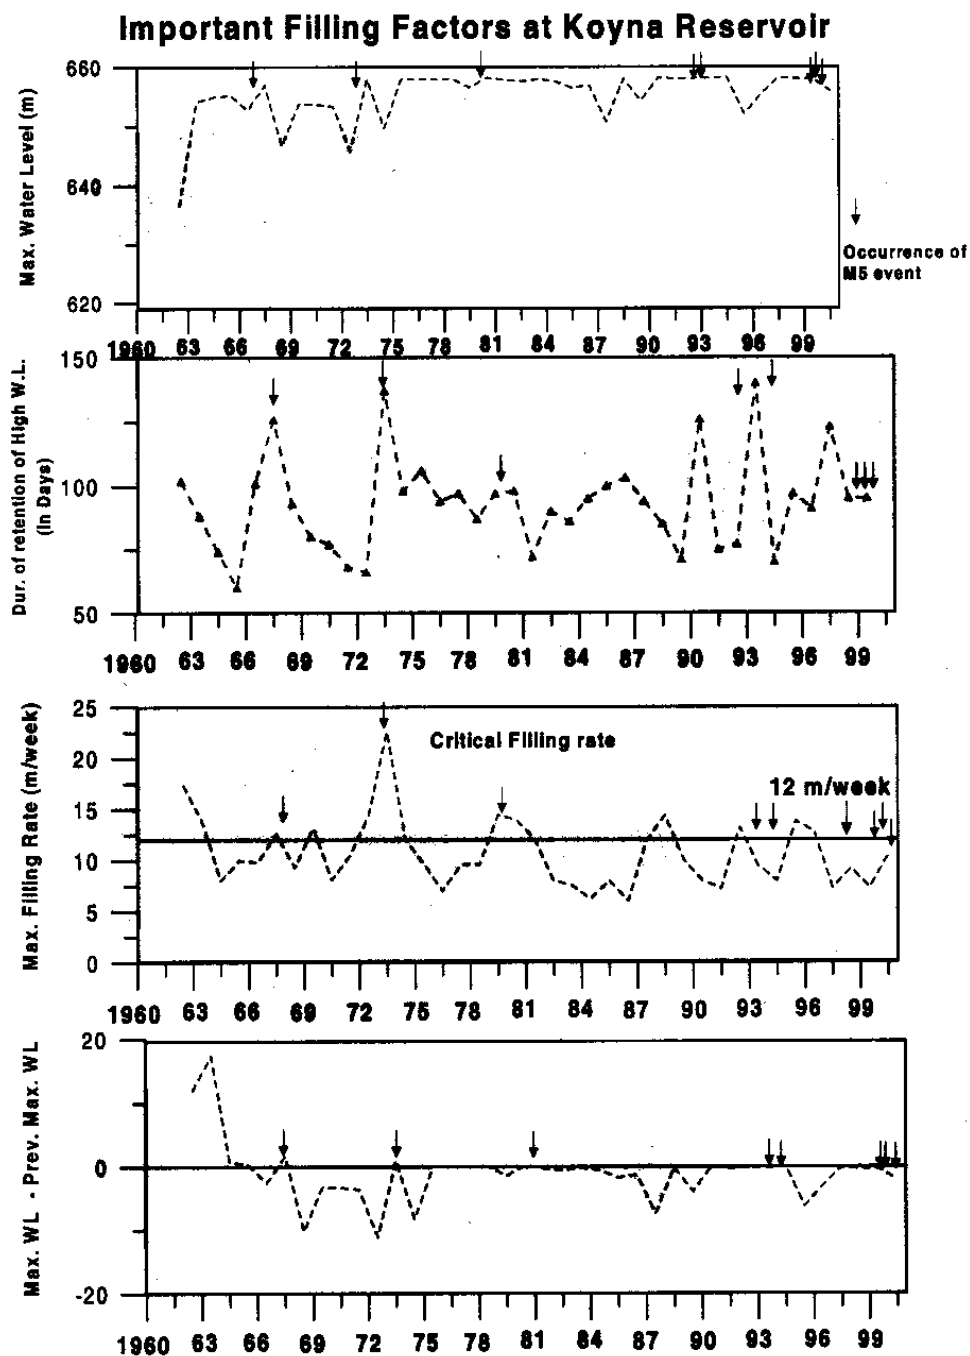 Important Filling Factors at Koyna Reservoir
Max. Water Level (m)
660
640
620
1960 63 66 69 72 75 78 81 84 87 90 93 96 99
Occurrence of
M5 event
Dur. of retention of High W.L.
(In Days)
150
100
50
1960 63 66 69 72 75 78 81 84 87 90 93 96 99
Max. Filling Rate (m/week)
25
20
15
10
5
0
Critical Filling rate
12 m/week
1960 63 66 69 72 75 78 81 84 87 90 93 96 99
Max. WL - Prev. Max. WL
20
0
-20
1960 63 66 69 72 75 78 81 84 87 90 93 96 99